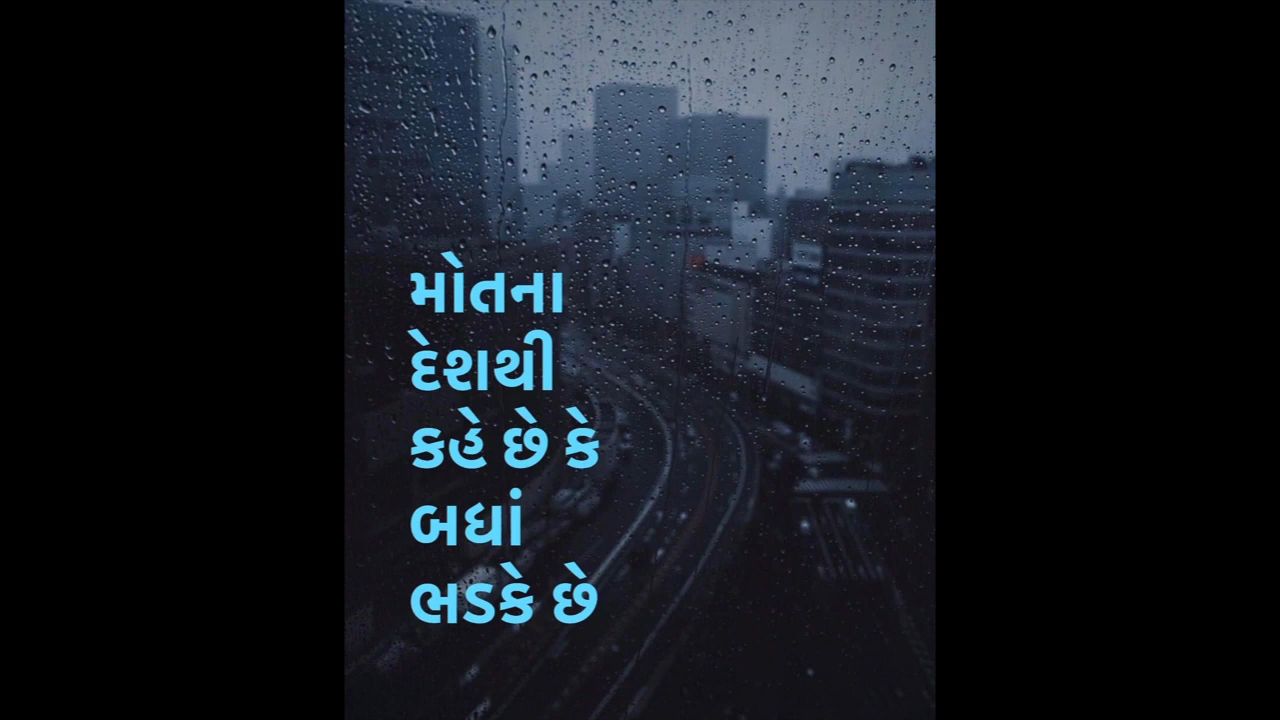 મોતના
દેશથી
કહે છે કે
બધાં
ભડકે છે